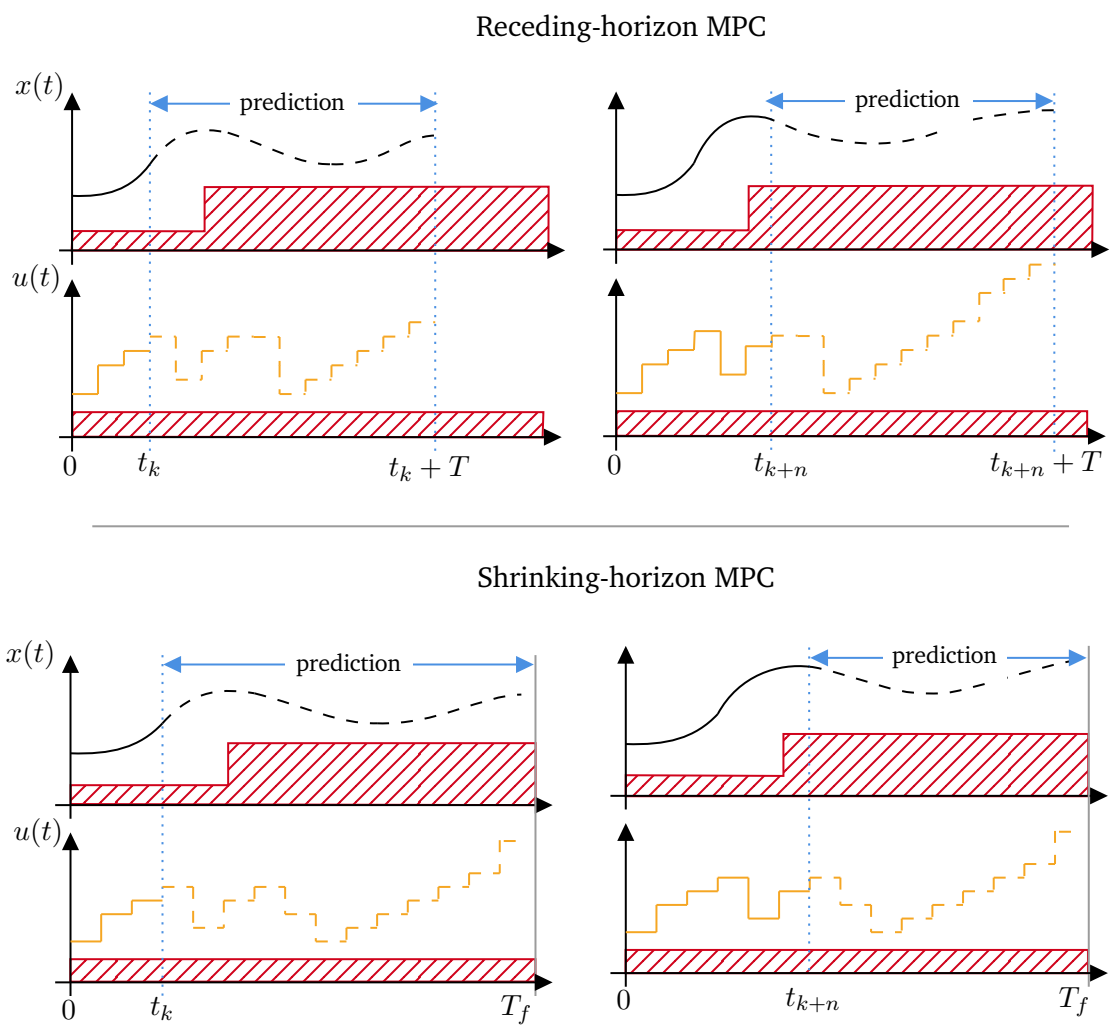 Receding-horizon MPC
x(t)
prediction
prediction
u(t)
0
t_k
t_k + T
0
t_{k+n}
t_{k+n} + T
Shrinking-horizon MPC
x(t)
prediction
prediction
u(t)
0
t_k
T_f
0
t_{k+n}
T_f